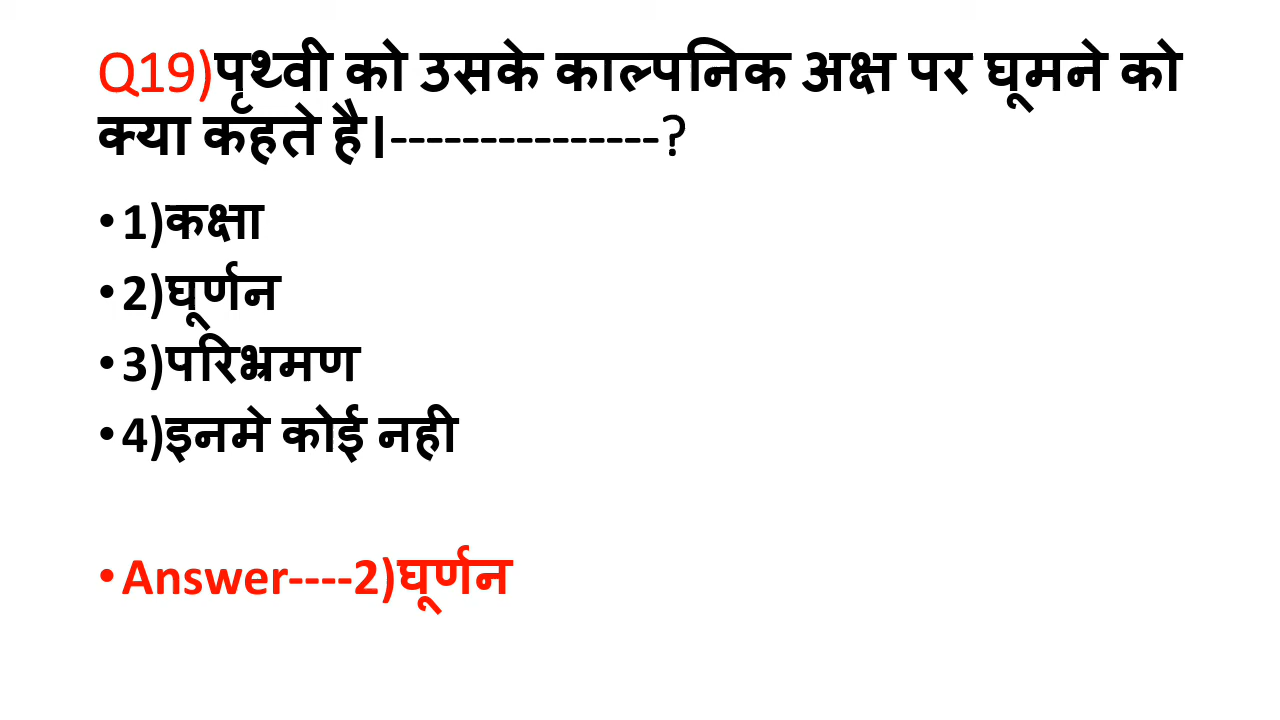 Q19)पृथ्वी को उसके काल्पनिक अक्ष पर घूमने को
क्या कहते है।---------------?
•1)कक्षा
•2)घूर्णन
•3)परिभ्रमण
•4)इनमे कोई नही
•Answer----2)घूर्णन